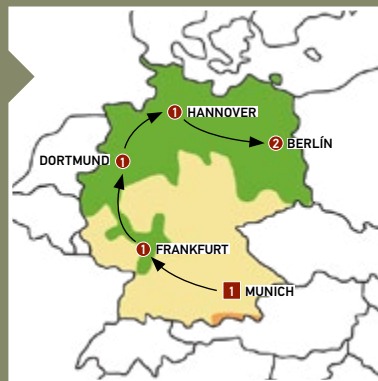 1 HANNOVER
2 BERLÍN
DORTMUND 1
1 FRANKFURT
1 MUNICH